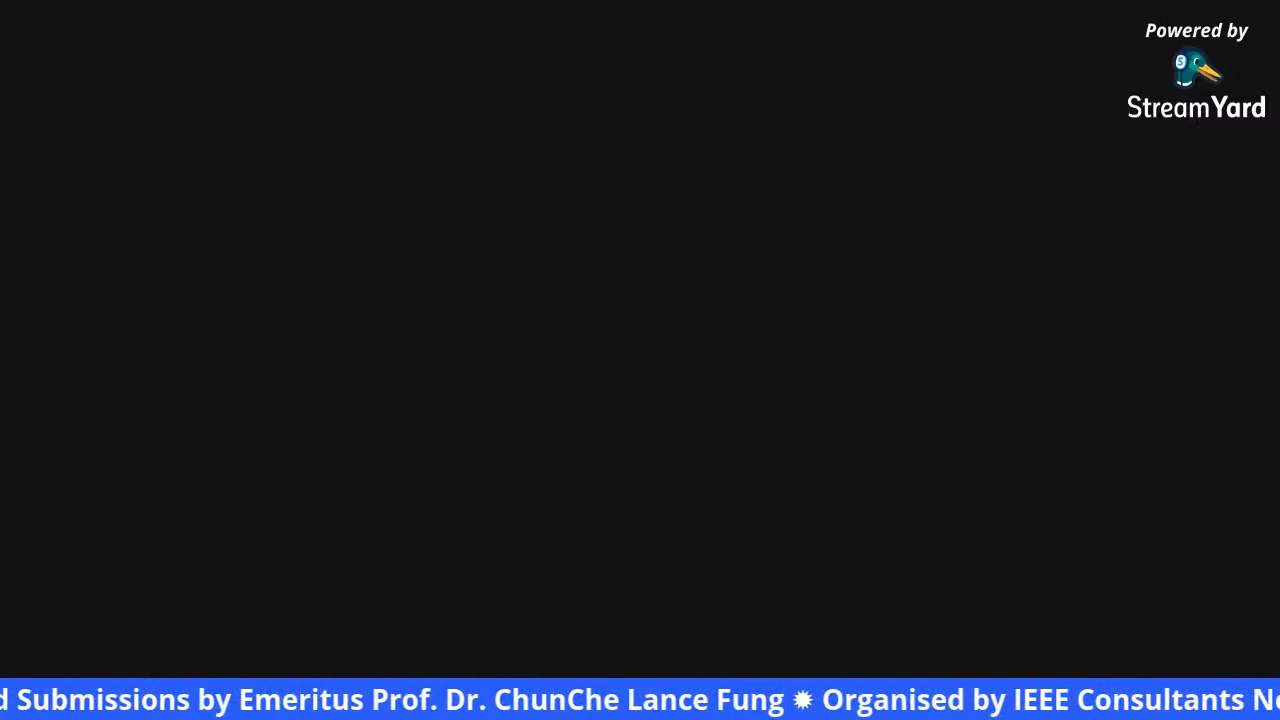 Powered by
StreamYard
Submissions by Emeritus Prof. Dr. ChunChe Lance Fung ✹ Organised by IEEE Consultants